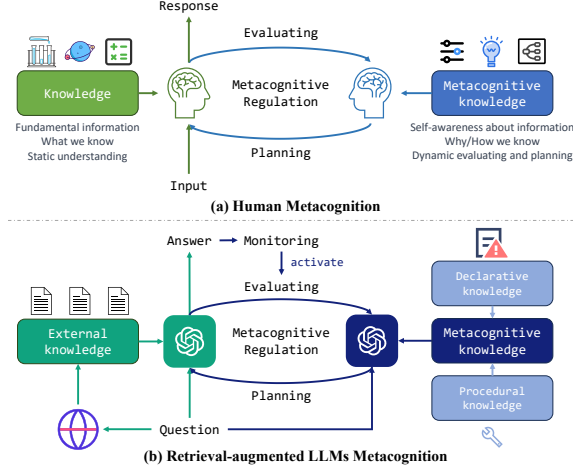 Response
Evaluating
Knowledge
Metacognitive
Regulation
Metacognitive
knowledge
Fundamental information
What we know
Static understanding
Self-awareness about information
Why/How we know
Dynamic evaluating and planning
Planning
Input
(a) Human Metacognition
Answer
Monitoring
activate
Evaluating
Declarative
knowledge
External
knowledge
Metacognitive
Regulation
Metacognitive
knowledge
Planning
Procedural
knowledge
Question
(b) Retrieval-augmented LLMs Metacognition